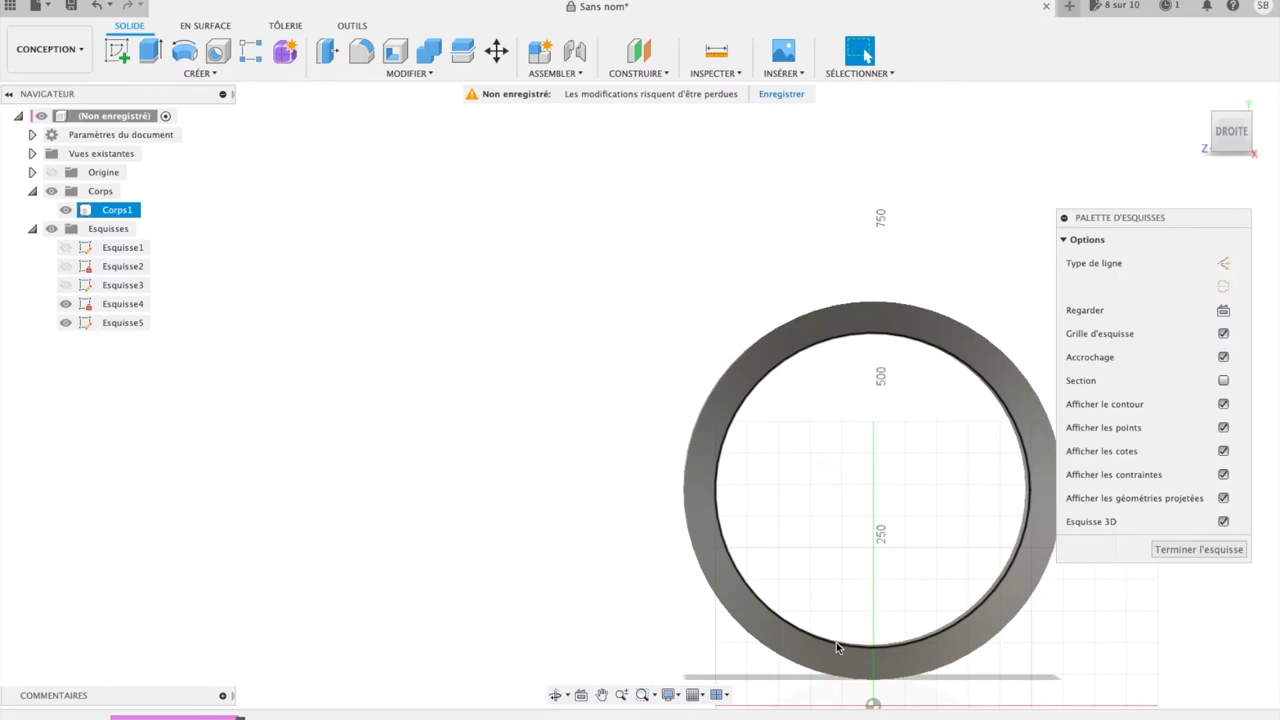 Sans nom*
8 sur 10
1
SB
CONCEPTION
SOLIDE
EN SURFACE
TÔLERIE
OUTILS
CRÉER
MODIFIER
ASSEMBLER
CONSTRUIRE
INSPECTER
INSÉRER
SÉLECTIONNER
NAVIGATEUR
Non enregistré: Les modifications risquent d'être perdues Enregistrer
(Non enregistré)
Paramètres du document
Vues existantes
Origine
Corps
Corps1
Esquisses
Esquisse1
Esquisse2
Esquisse3
Esquisse4
Esquisse5
Y
DROITE
Z
X
750
500
250
PALETTE D'ESQUISSES
Options
Type de ligne
Regarder
Grille d'esquisse
Accrochage
Section
Afficher le contour
Afficher les points
Afficher les cotes
Afficher les contraintes
Afficher les géométries projetées
Esquisse 3D
Terminer l'esquisse
COMMENTAIRES